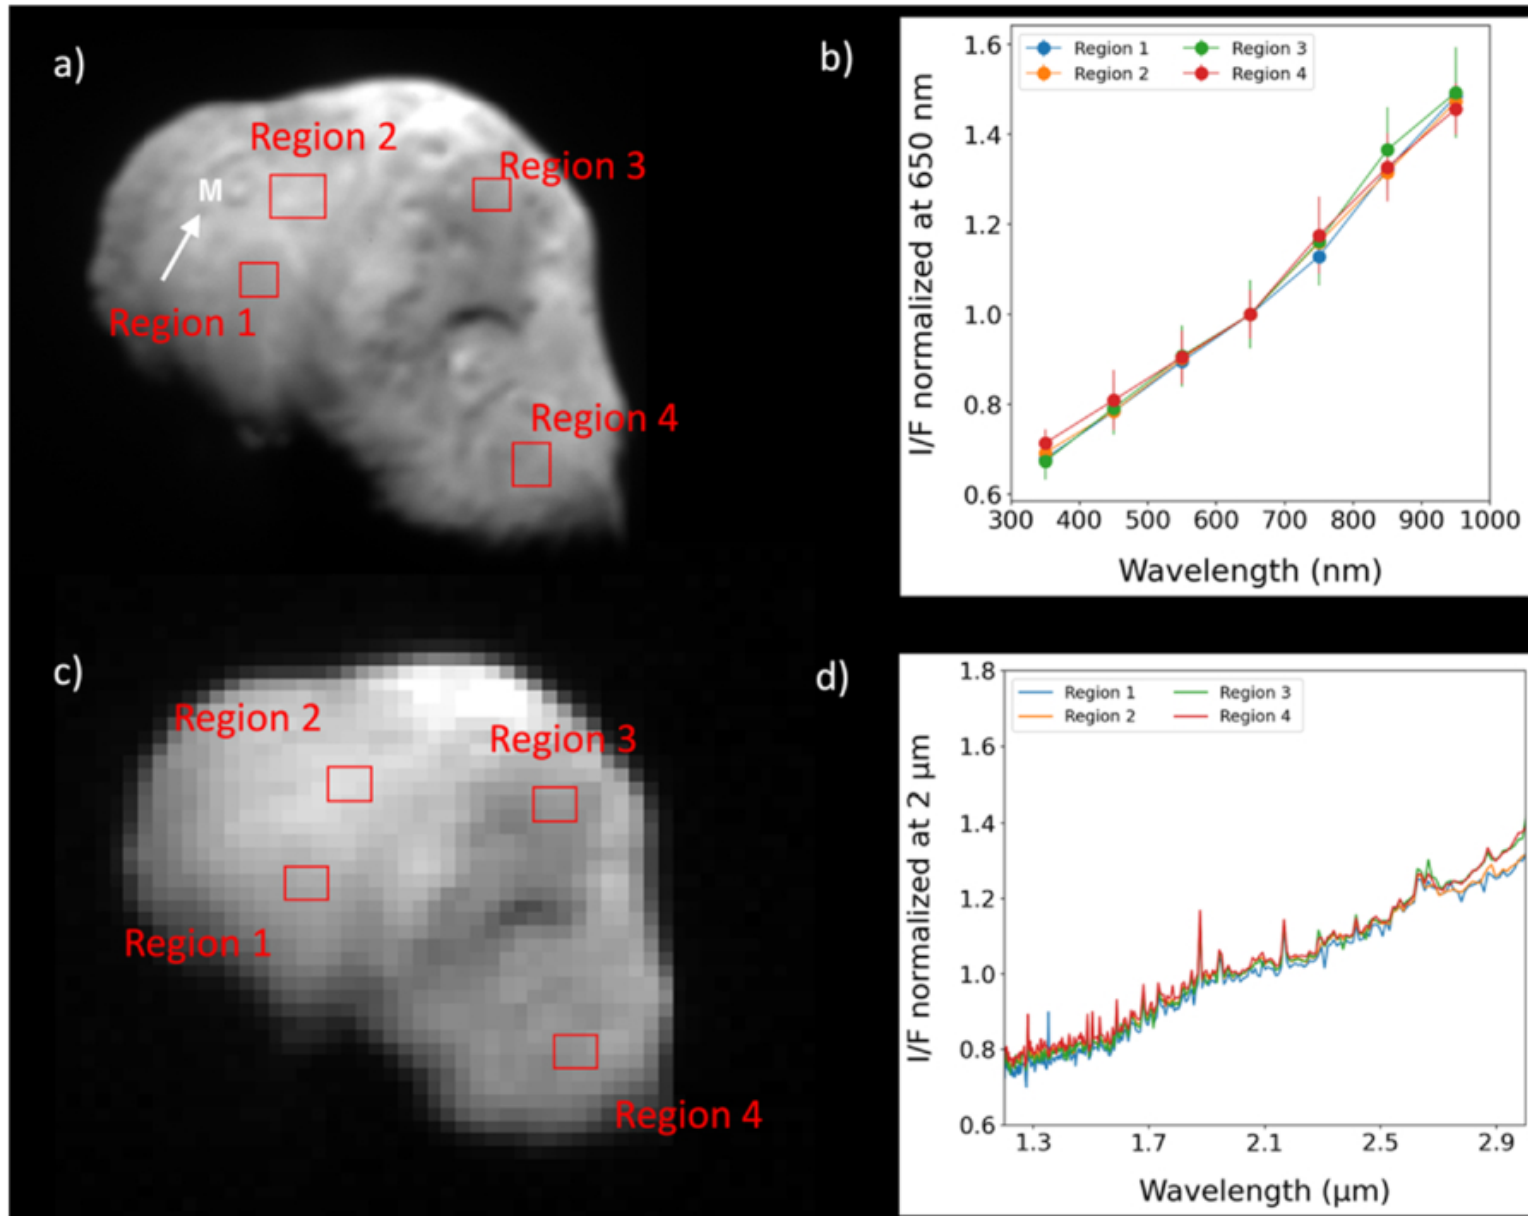 a)
M
Region 2
Region 3
Region 1
Region 4
b)
I/F normalized at 650 nm
1.6
1.4
1.2
1.0
0.8
0.6
Region 1
Region 3
Region 2
Region 4
300 400 500 600 700 800 900 1000
Wavelength (nm)
c)
Region 2
Region 3
Region 1
Region 4
d)
I/F normalized at 2 µm
1.8
1.6
1.4
1.2
1.0
0.8
0.6
Region 1
Region 3
Region 2
Region 4
1.3 1.7 2.1 2.5 2.9
Wavelength (µm)